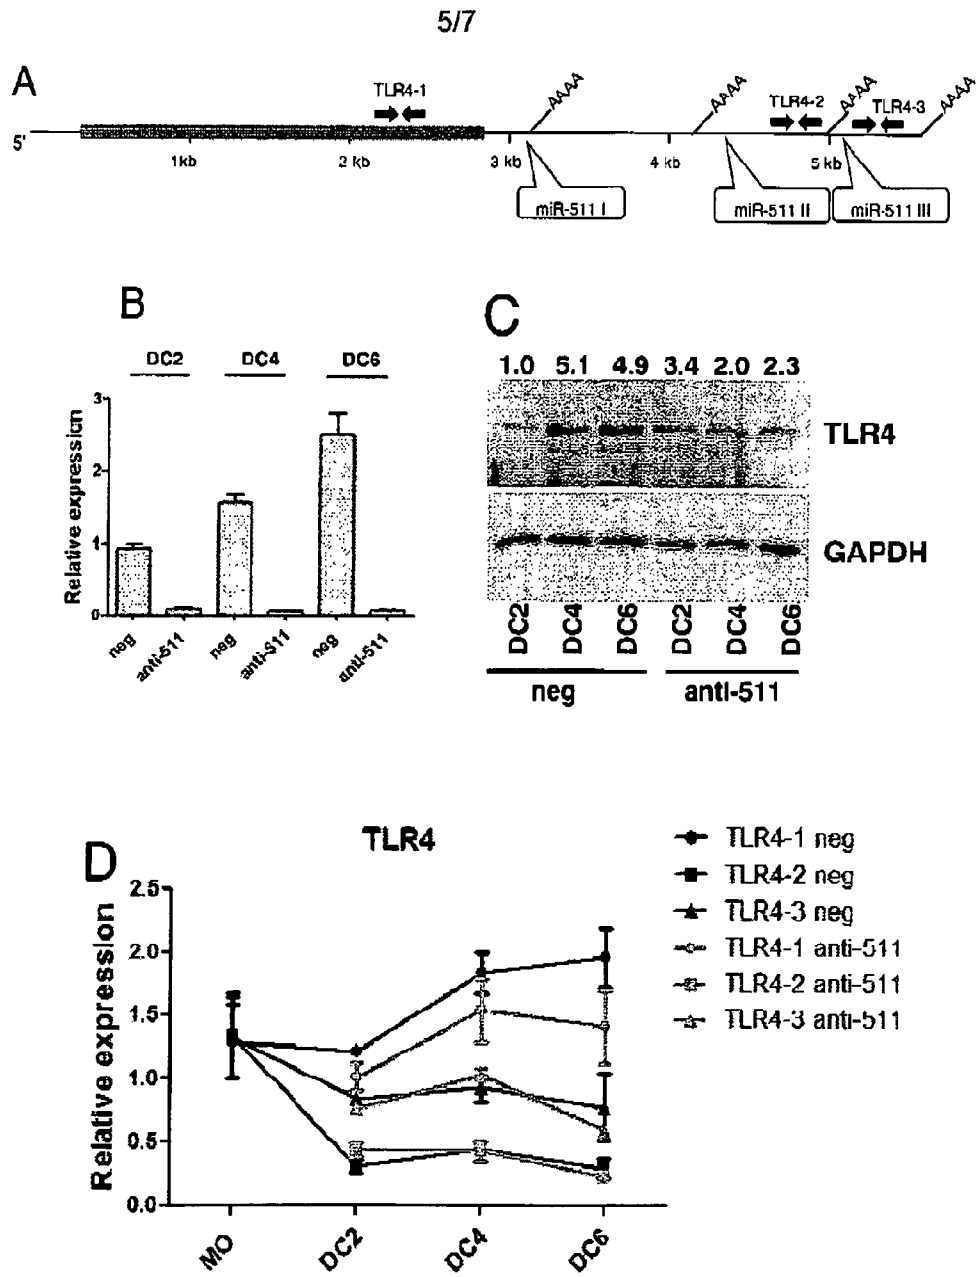 5/7
A
TLR4-1
AAAA
AAAA
TLR4-2
AAAA
TLR4-3
AAAA
5'
1kb
2 kb
3 kb
4 kb
5 kb
miR-511 I
miR-511 II
miR-511 III
B
DC2
DC4
DC6
Relative expression
3
2
1
0
neg
anti-511
neg
anti-511
neg
anti-511
C
1.0 5.1 4.9 3.4 2.0 2.3
TLR4
GAPDH
DC2
DC4
DC6
DC2
DC4
DC6
neg
anti-511
D
TLR4
Relative expression
2.5
2.0
1.5
1.0
0.5
0.0
MO
DC2
DC4
DC6
TLR4-1 neg
TLR4-2 neg
TLR4-3 neg
TLR4-1 anti-511
TLR4-2 anti-511
TLR4-3 anti-511